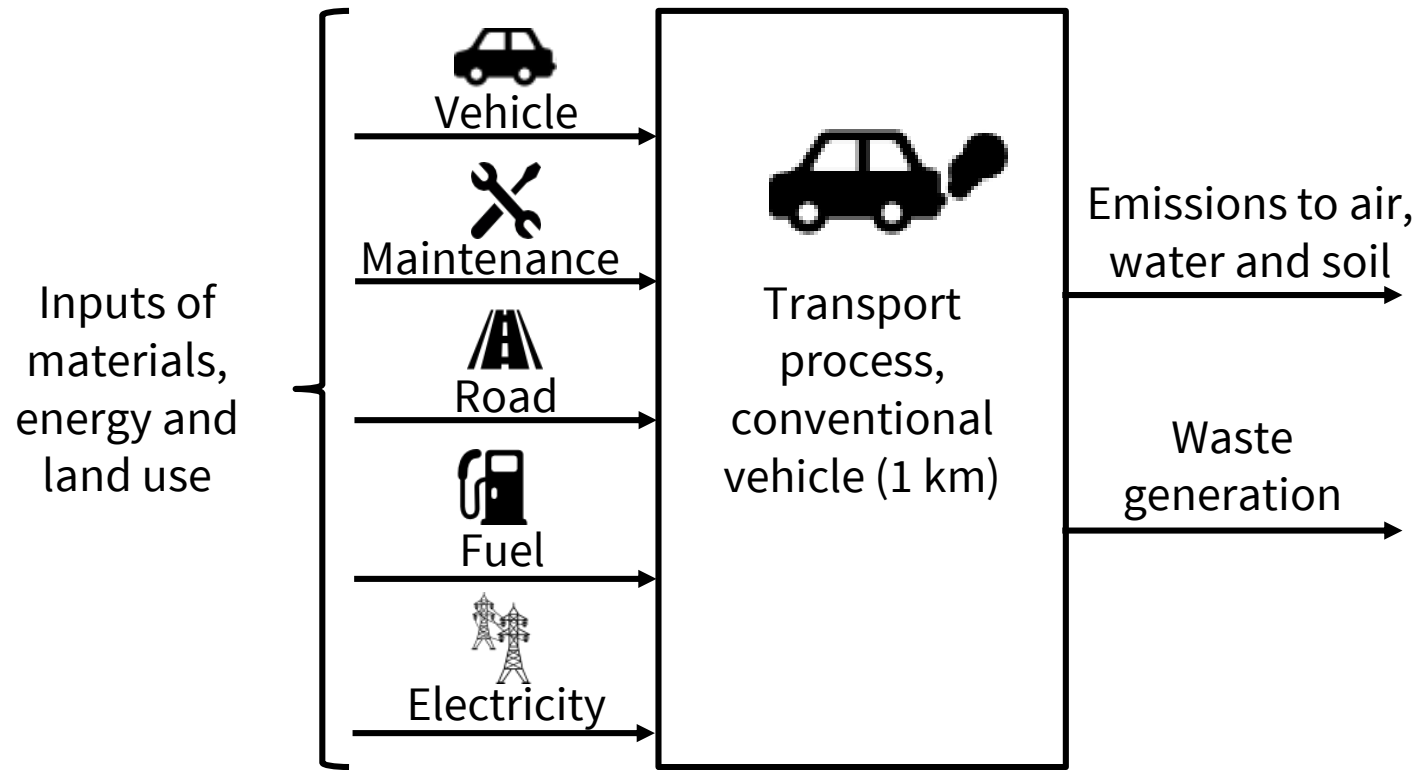 Inputs of
materials,
energy and
land use
Vehicle
Maintenance
Road
Fuel
Electricity
Transport
process,
conventional
vehicle (1 km)
Emissions to air,
water and soil
Waste
generation